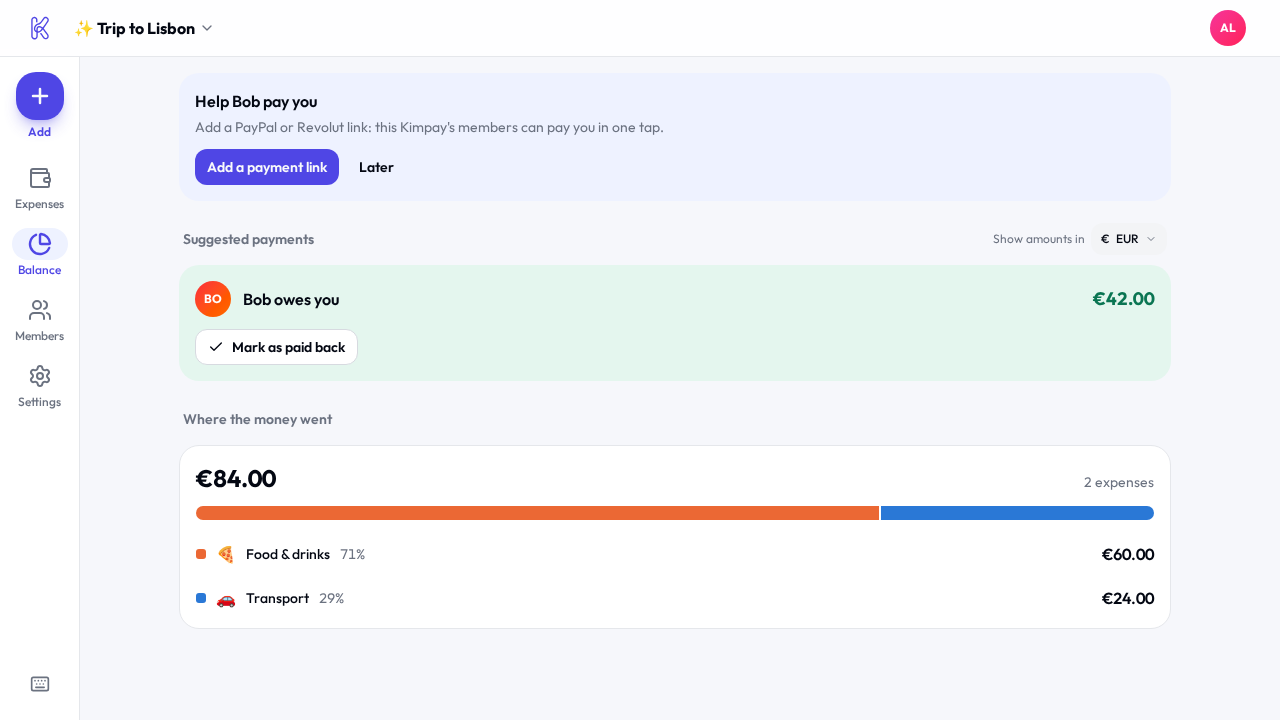 ✨ Trip to Lisbon
AL
Add
Expenses
Balance
Members
Settings
Help Bob pay you
Add a PayPal or Revolut link: this Kimpay's members can pay you in one tap.
Add a payment link
Later
Suggested payments
Show amounts in
€ EUR
BO
Bob owes you
€42.00
Mark as paid back
Where the money went
€84.00
2 expenses
🍕 Food & drinks 71%
€60.00
🚗 Transport 29%
€24.00